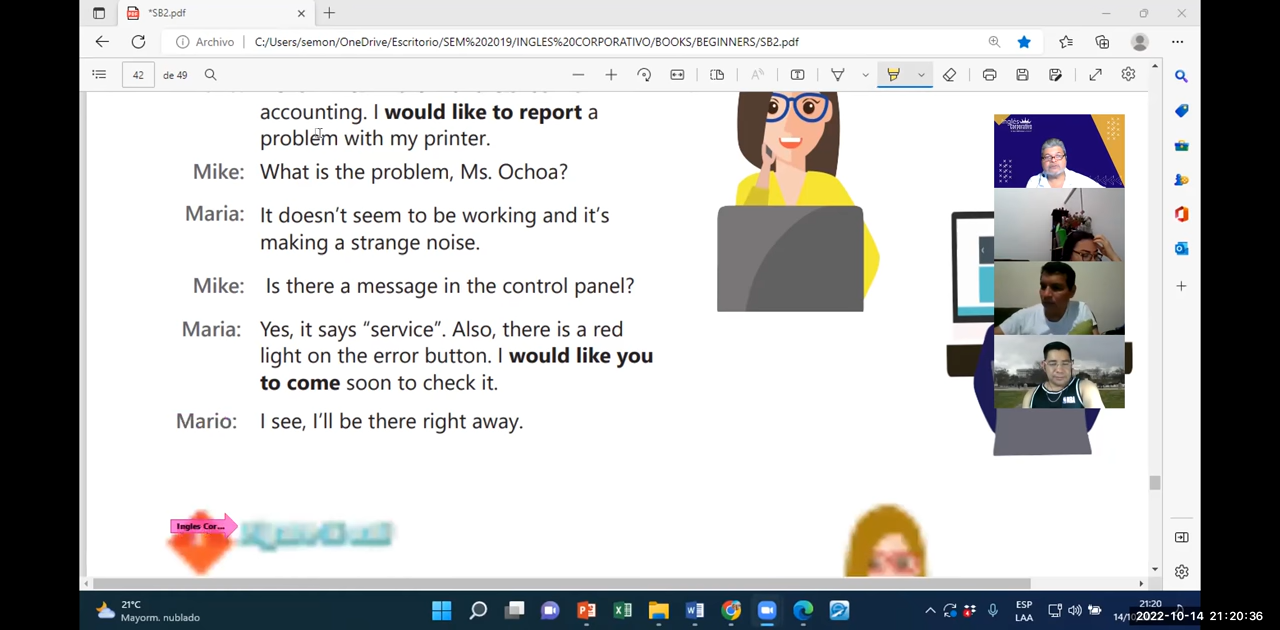 *SB2.pdf
Archivo
C:/Users/semon/OneDrive/Escritorio/SEM%202019/INGLES%20CORPORATIVO/BOOKS/BEGINNERS/SB2.pdf
42 de 49
accounting. I would like to report a
problem with my printer.
Mike: What is the problem, Ms. Ochoa?
Maria: It doesn't seem to be working and it's
making a strange noise.
Mike: Is there a message in the control panel?
Maria: Yes, it says “service”. Also, there is a red
light on the error button. I would like you
to come soon to check it.
Mario: I see, I'll be there right away.
Ingles Cor...
21°C
Mayorm. nublado
ESP
LAA
21:20
14/10
2022-10-14 21:20:36